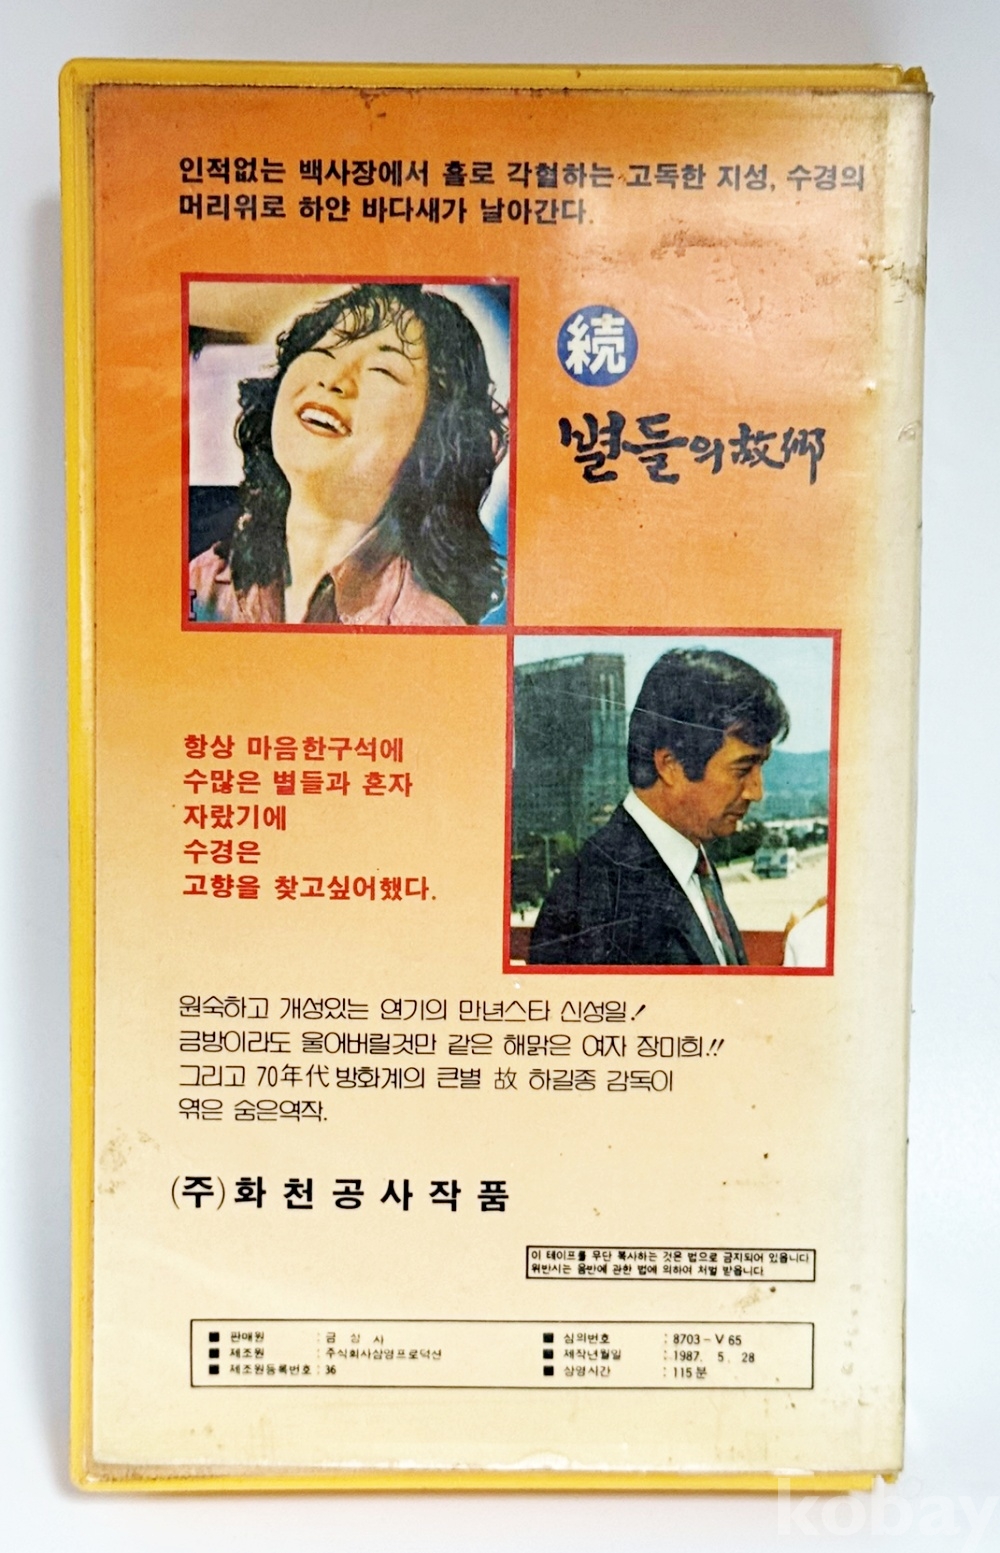 인적없는 백사장에서 홀로 각혈하는 고독한 지성, 수경의
머리위로 하얀 바다새가 날아간다.
続
별들의 故鄕
항상 마음한구석에
수많은 별들과 혼자
자랐기에
수경은
고향을 찾고싶어했다.
원숙하고 개성있는 연기의 만년스타 신성일!
금방이라도 울어버릴것만 같은 해맑은 여자 장미희!!
그리고 70年代 방화계의 큰별 故 하길종 감독이
엮은 숨은역작.
(주)화천공사작품
이 테이프를 무단 복사하는 것은 법으로 금지되어 있읍니다
위반시는 음반에 관한 법에 의하여 처벌 받읍니다
■ 판매원 : 금성사
■ 제조원 : 주식회사삼영프로덕션
■ 제조원등록번호 : 36
■ 심의번호 : 8703-V 65
■ 제작년월일 : 1987. 5. 28
■ 상영시간 : 115분
kobay